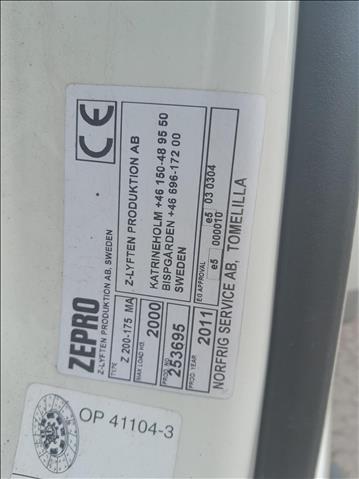 ZEPRO
Z-LYFTEN PRODUKTION AB, SWEDEN
CE
TYPE Z 200-175 MA
MAX LOAD KG. 2000
PROD. NO. 253695
PROD. YEAR 2011
Z-LYFTEN PRODUKTION AB
KATRINEHOLM +46 150-48 95 50
BISPGÅRDEN +46 696-172 00
SWEDEN
EG APPROVAL e5 03 0304
e5 000010
NORFRIG SERVICE AB, TOMELILLA
OP 41104-3